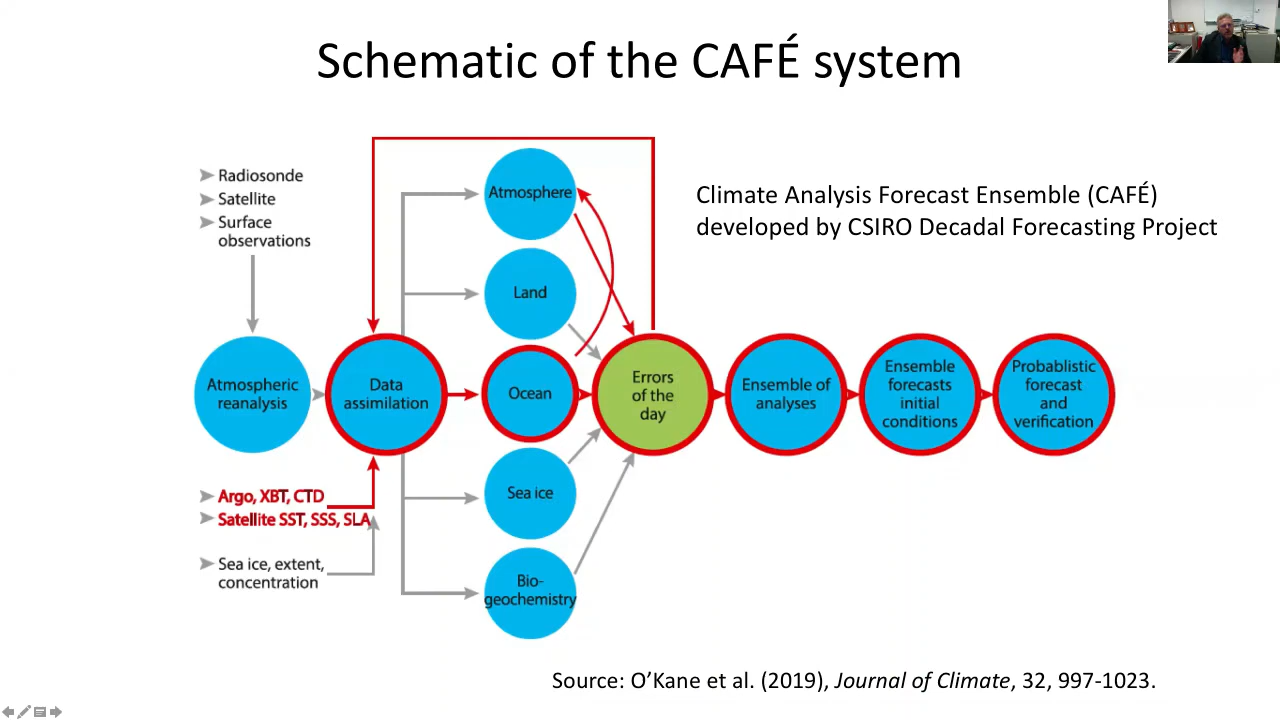 Schematic of the CAFÉ system
Radiosonde
Satellite
Surface
observations
Atmosphere
Climate Analysis Forecast Ensemble (CAFÉ)
developed by CSIRO Decadal Forecasting Project
Land
Atmospheric
reanalysis
Data
assimilation
Ocean
Errors
of the
day
Ensemble of
analyses
Ensemble
forecasts
initial
conditions
Probablistic
forecast
and
verification
Argo, XBT, CTD
Satellite SST, SSS, SLA
Sea ice, extent,
concentration
Sea ice
Bio-
geochemistry
Source: O’Kane et al. (2019), Journal of Climate, 32, 997-1023.